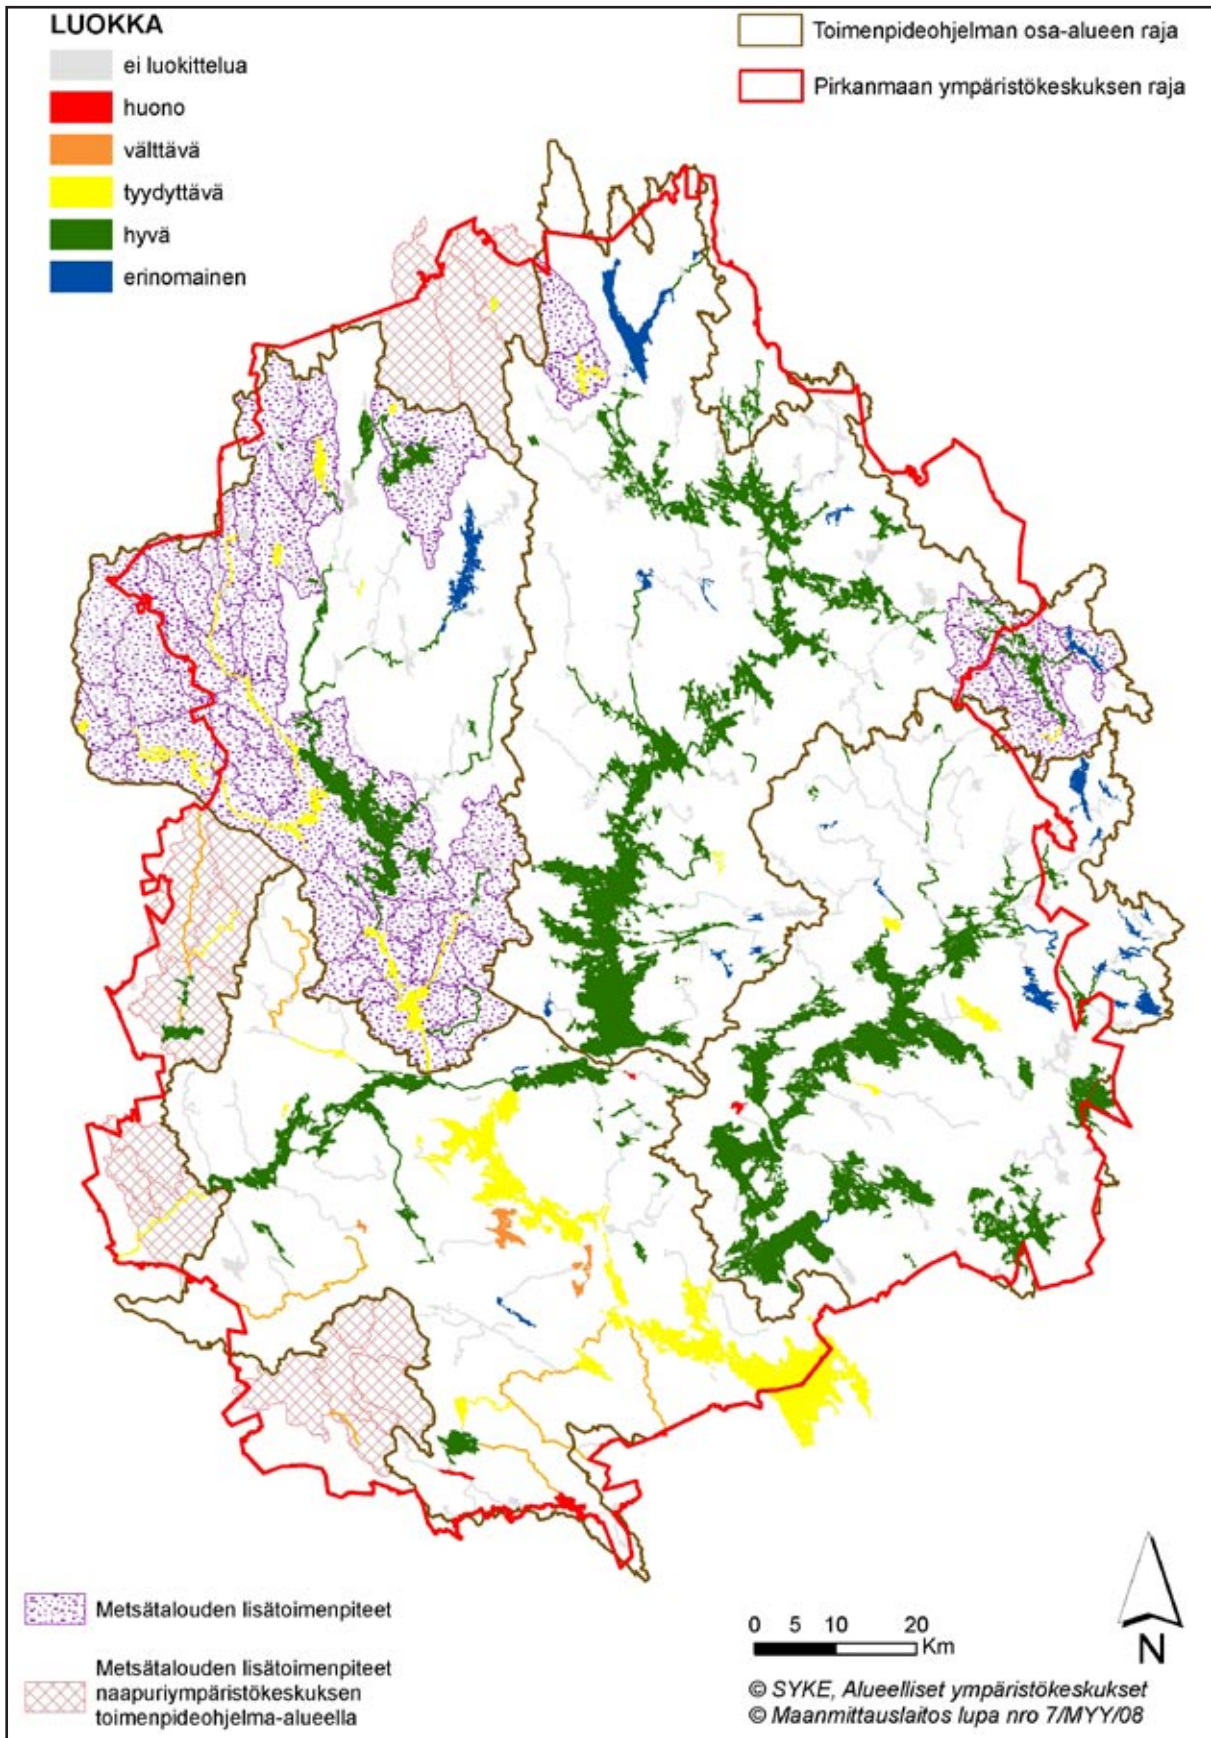 LUOKKA
ei luokittelua
huono
välttävä
tyydyttävä
hyvä
erinomainen
Toimenpideohjelman osa-alueen raja
Pirkanmaan ympäristökeskuksen raja
Metsätalouden lisätoimenpiteet
Metsätalouden lisätoimenpiteet
naapuriympäristökeskuksen
toimenpideohjelma-alueella
0 5 10 20
Km
N
© SYKE, Alueelliset ympäristökeskukset
© Maanmittauslaitos lupa nro 7/MYY/08